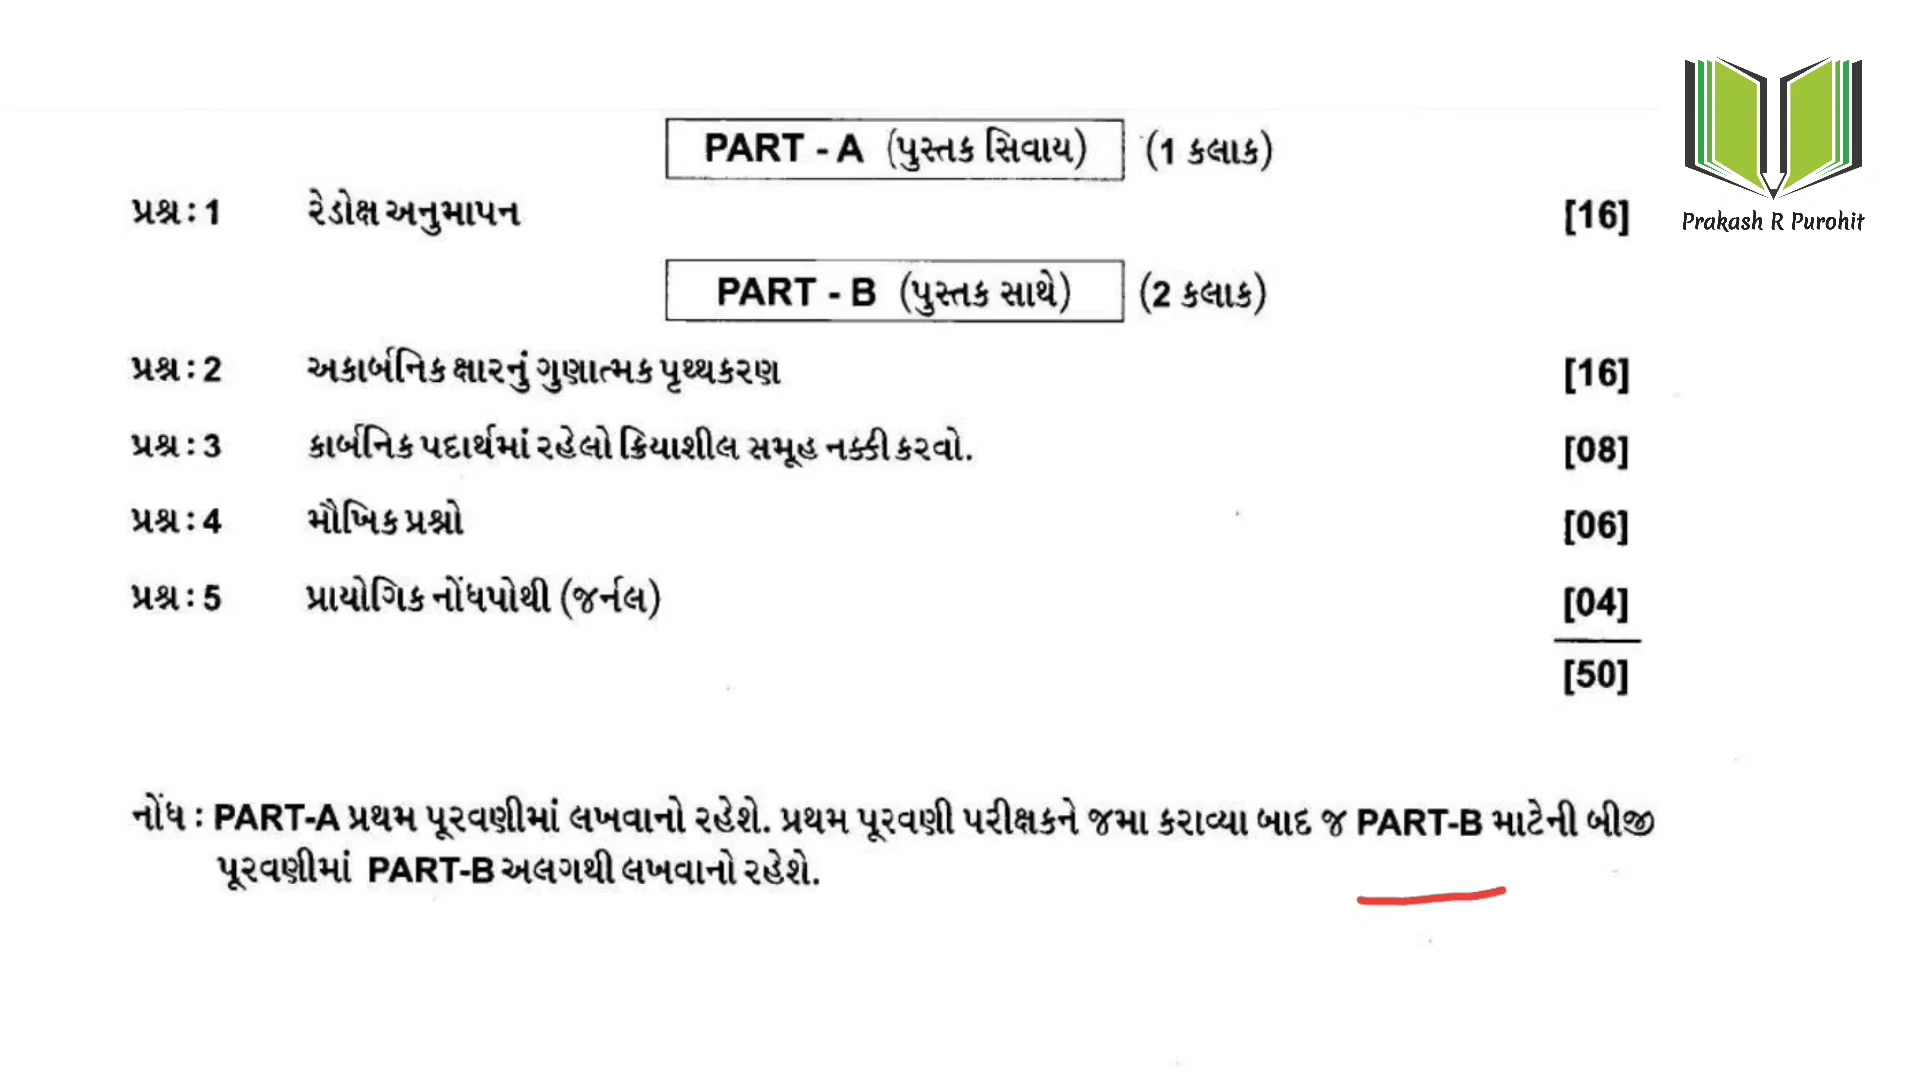 PART - A (પુસ્તક સિવાય) (1 કલાક)
પ્રશ્ન : 1 રેડોક્ષ અનુમાપન [16]
Prakash R Purohit
PART - B (પુસ્તક સાથે) (2 કલાક)
પ્રશ્ન : 2 અકાર્બનિક ક્ષારનું ગુણાત્મક પૃથ્થકરણ [16]
પ્રશ્ન : 3 કાર્બનિક પદાર્થમાં રહેલો ક્રિયાશીલ સમૂહ નક્કી કરવો. [08]
પ્રશ્ન : 4 મૌખિક પ્રશ્નો [06]
પ્રશ્ન : 5 પ્રાયોગિક નોંધપોથી (જર્નલ) [04]
[50]
નોંધ : PART-A પ્રથમ પૂરવણીમાં લખવાનો રહેશે. પ્રથમ પૂરવણી પરીક્ષકને જમા કરાવ્યા બાદ જ PART-B માટેની બીજી
પૂરવણીમાં PART-B અલગથી લખવાનો રહેશે.